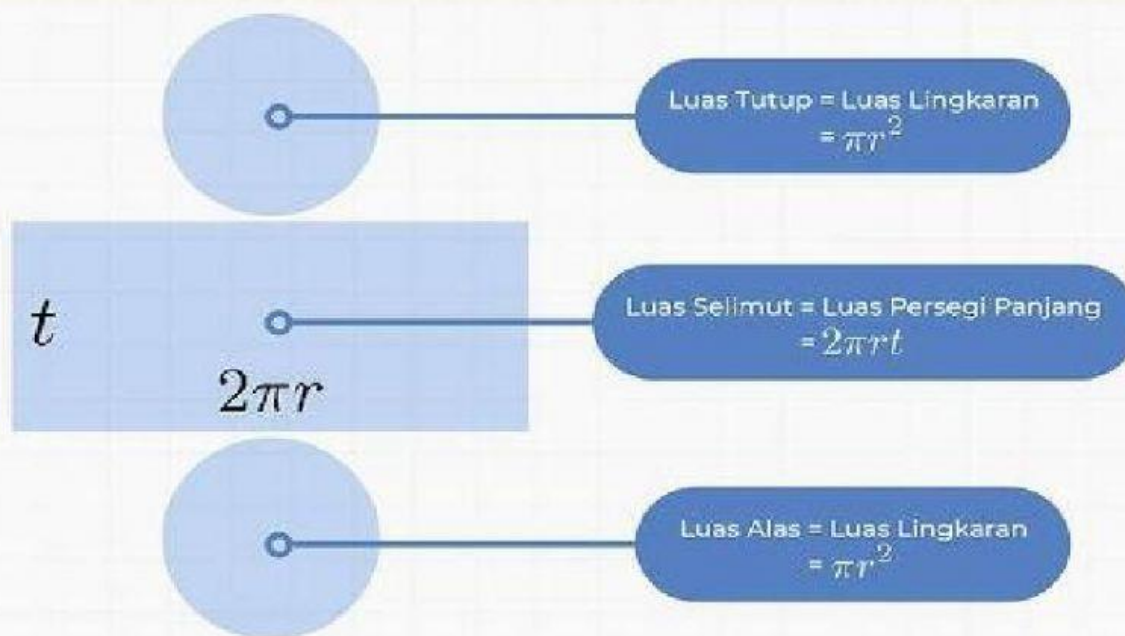 Luas Tutup = Luas Lingkaran
= πr²
t
2πr
Luas Selimut = Luas Persegi Panjang
= 2πrt
Luas Alas = Luas Lingkaran
= πr²